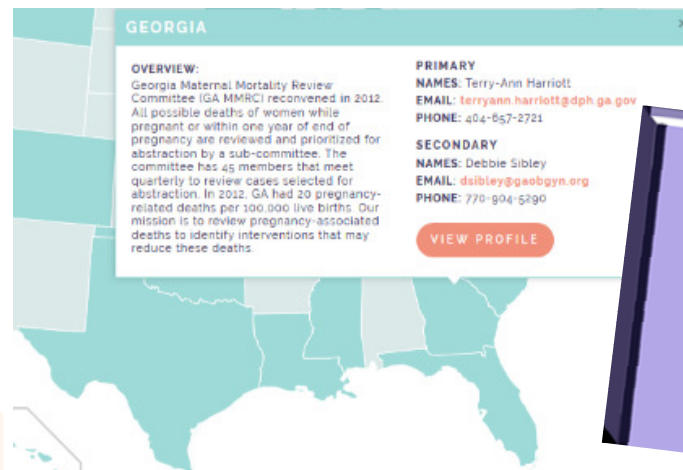 GEORGIA
OVERVIEW:
Georgia Maternal Mortality Review
Committee (GA MMRC) reconvened in 2012.
All possible deaths of women while
pregnant or within one year of end of
pregnancy are reviewed and prioritized for
abstraction by a sub-committee. The
committee has 45 members that meet
quarterly to review cases selected for
abstraction. In 2012, GA had 20 pregnancy-
related deaths per 100,000 live births. Our
mission is to review pregnancy-associated
deaths to identify interventions that may
reduce these deaths.
PRIMARY
NAMES: Terry-Ann Harriott
EMAIL: terryann.harriott@dph.ga.gov
PHONE: 404-657-2721
SECONDARY
NAMES: Debbie Sibley
EMAIL: dsibley@gaobgyn.org
PHONE: 770-904-5290
VIEW PROFILE